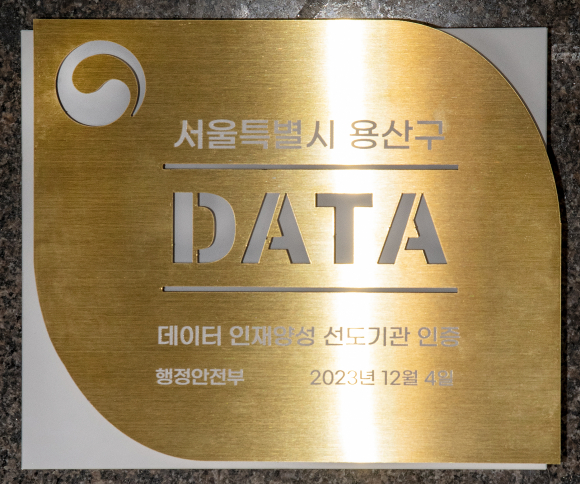 서울특별시 용산구
DATA
데이터 인재양성 선도기관 인증
행정안전부 2023년 12월 4일